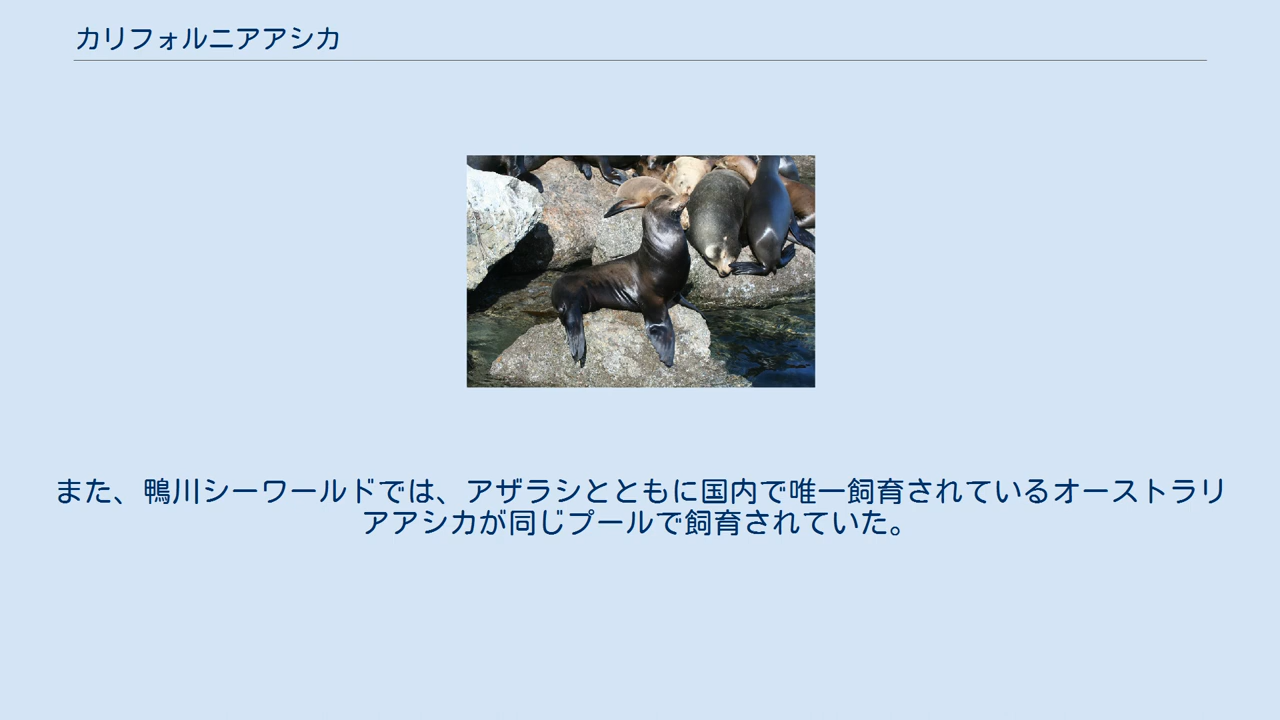 カリフォルニアアシカ
また、鴨川シーワールドでは、アザラシとともに国内で唯一飼育されているオーストラリ
アアシカが同じプールで飼育されていた。